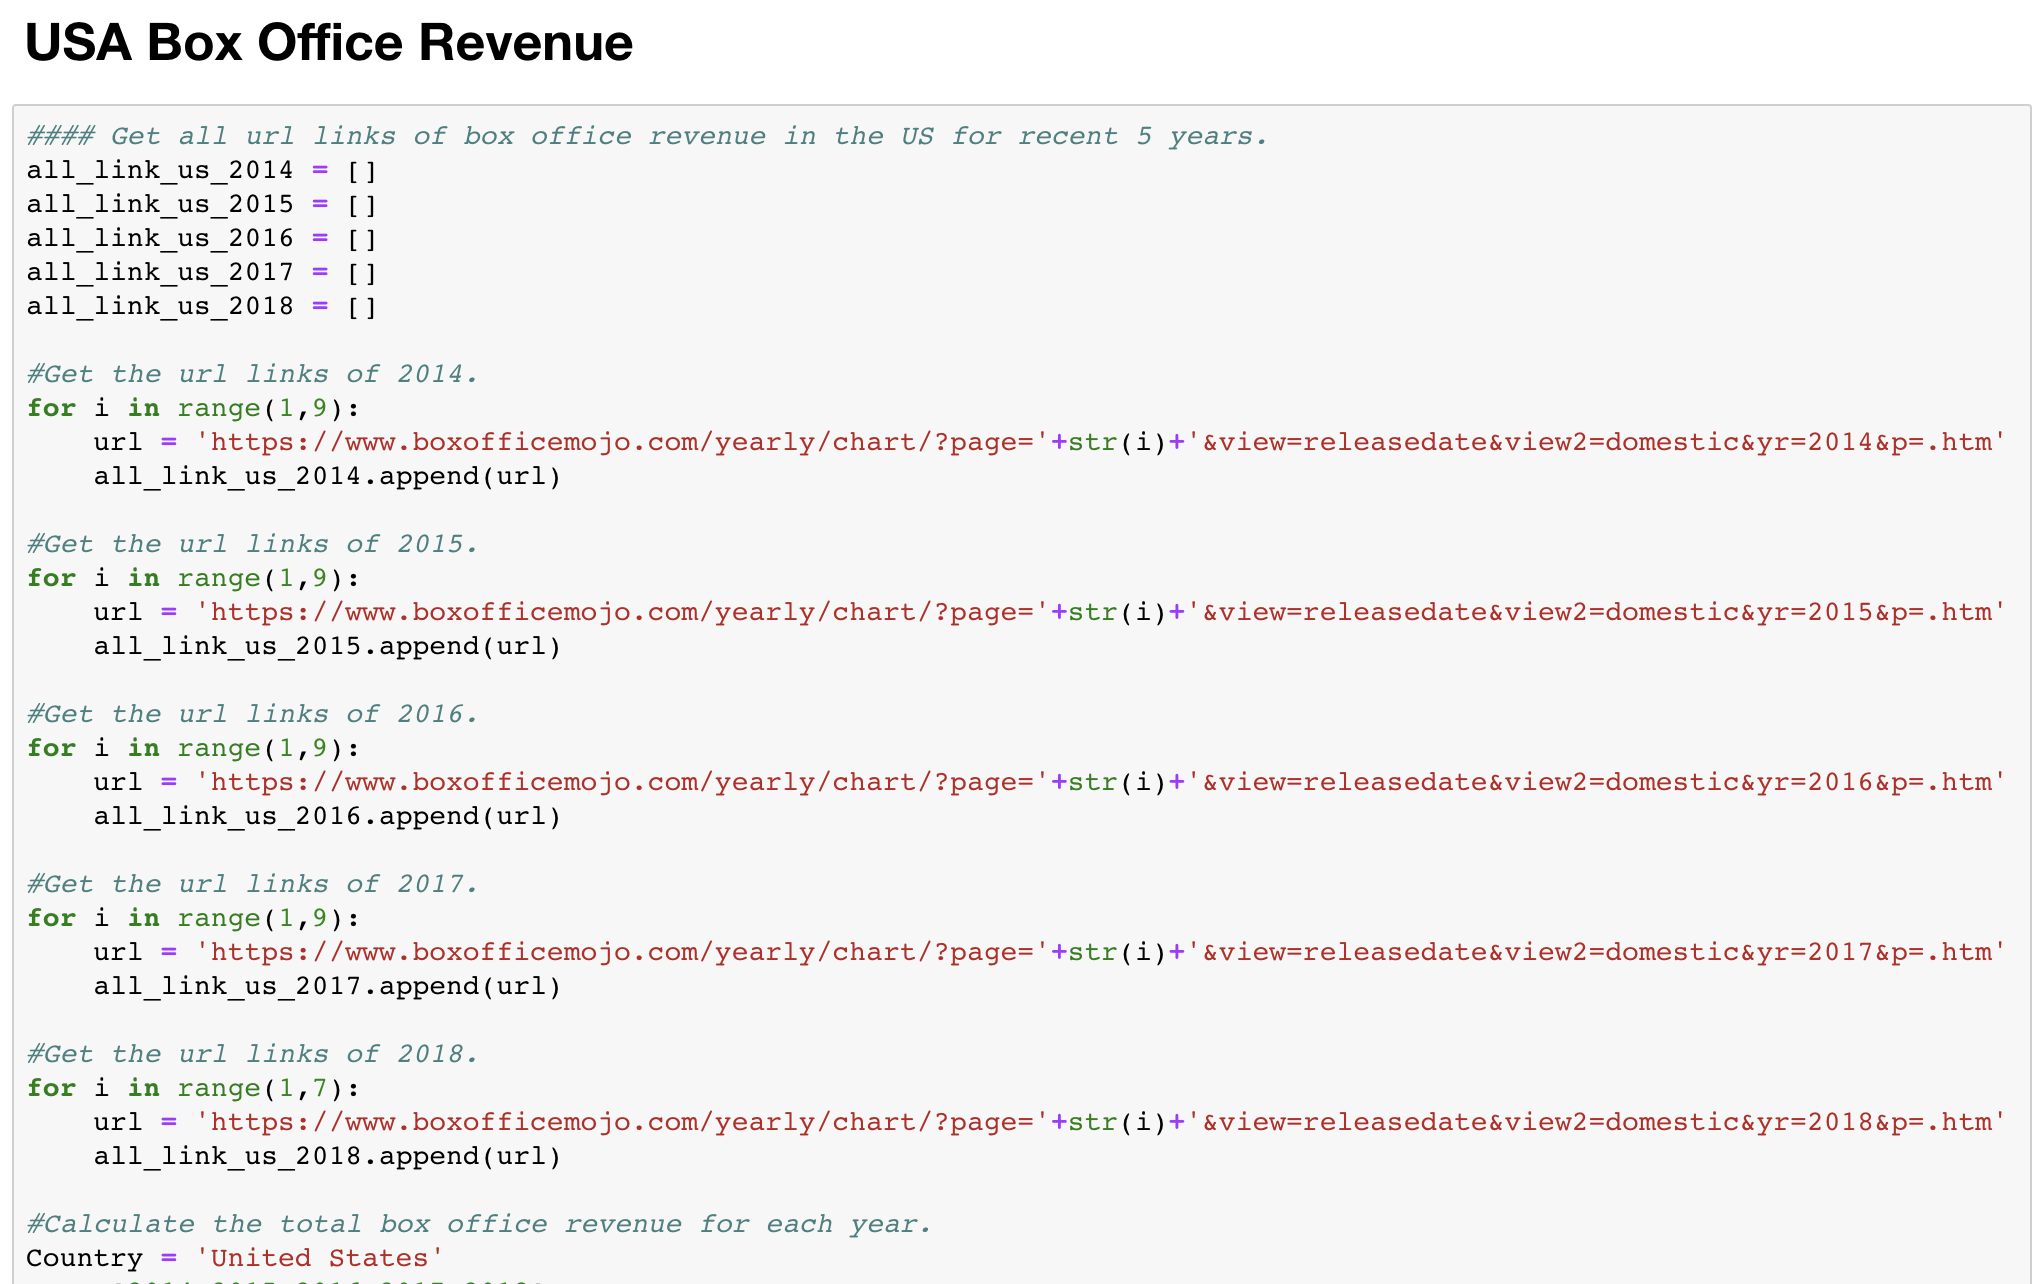 USA Box Office Revenue
#### Get all url links of box office revenue in the US for recent 5 years.
all_link_us_2014 = []
all_link_us_2015 = []
all_link_us_2016 = []
all_link_us_2017 = []
all_link_us_2018 = []
#Get the url links of 2014.
for i in range(1,9):
    url = 'https://www.boxofficemojo.com/yearly/chart/?page='+str(i)+'&view=releasedate&view2=domestic&yr=2014&p=.htm'
    all_link_us_2014.append(url)
#Get the url links of 2015.
for i in range(1,9):
    url = 'https://www.boxofficemojo.com/yearly/chart/?page='+str(i)+'&view=releasedate&view2=domestic&yr=2015&p=.htm'
    all_link_us_2015.append(url)
#Get the url links of 2016.
for i in range(1,9):
    url = 'https://www.boxofficemojo.com/yearly/chart/?page='+str(i)+'&view=releasedate&view2=domestic&yr=2016&p=.htm'
    all_link_us_2016.append(url)
#Get the url links of 2017.
for i in range(1,9):
    url = 'https://www.boxofficemojo.com/yearly/chart/?page='+str(i)+'&view=releasedate&view2=domestic&yr=2017&p=.htm'
    all_link_us_2017.append(url)
#Get the url links of 2018.
for i in range(1,7):
    url = 'https://www.boxofficemojo.com/yearly/chart/?page='+str(i)+'&view=releasedate&view2=domestic&yr=2018&p=.htm'
    all_link_us_2018.append(url)
#Calculate the total box office revenue for each year.
Country = 'United States'